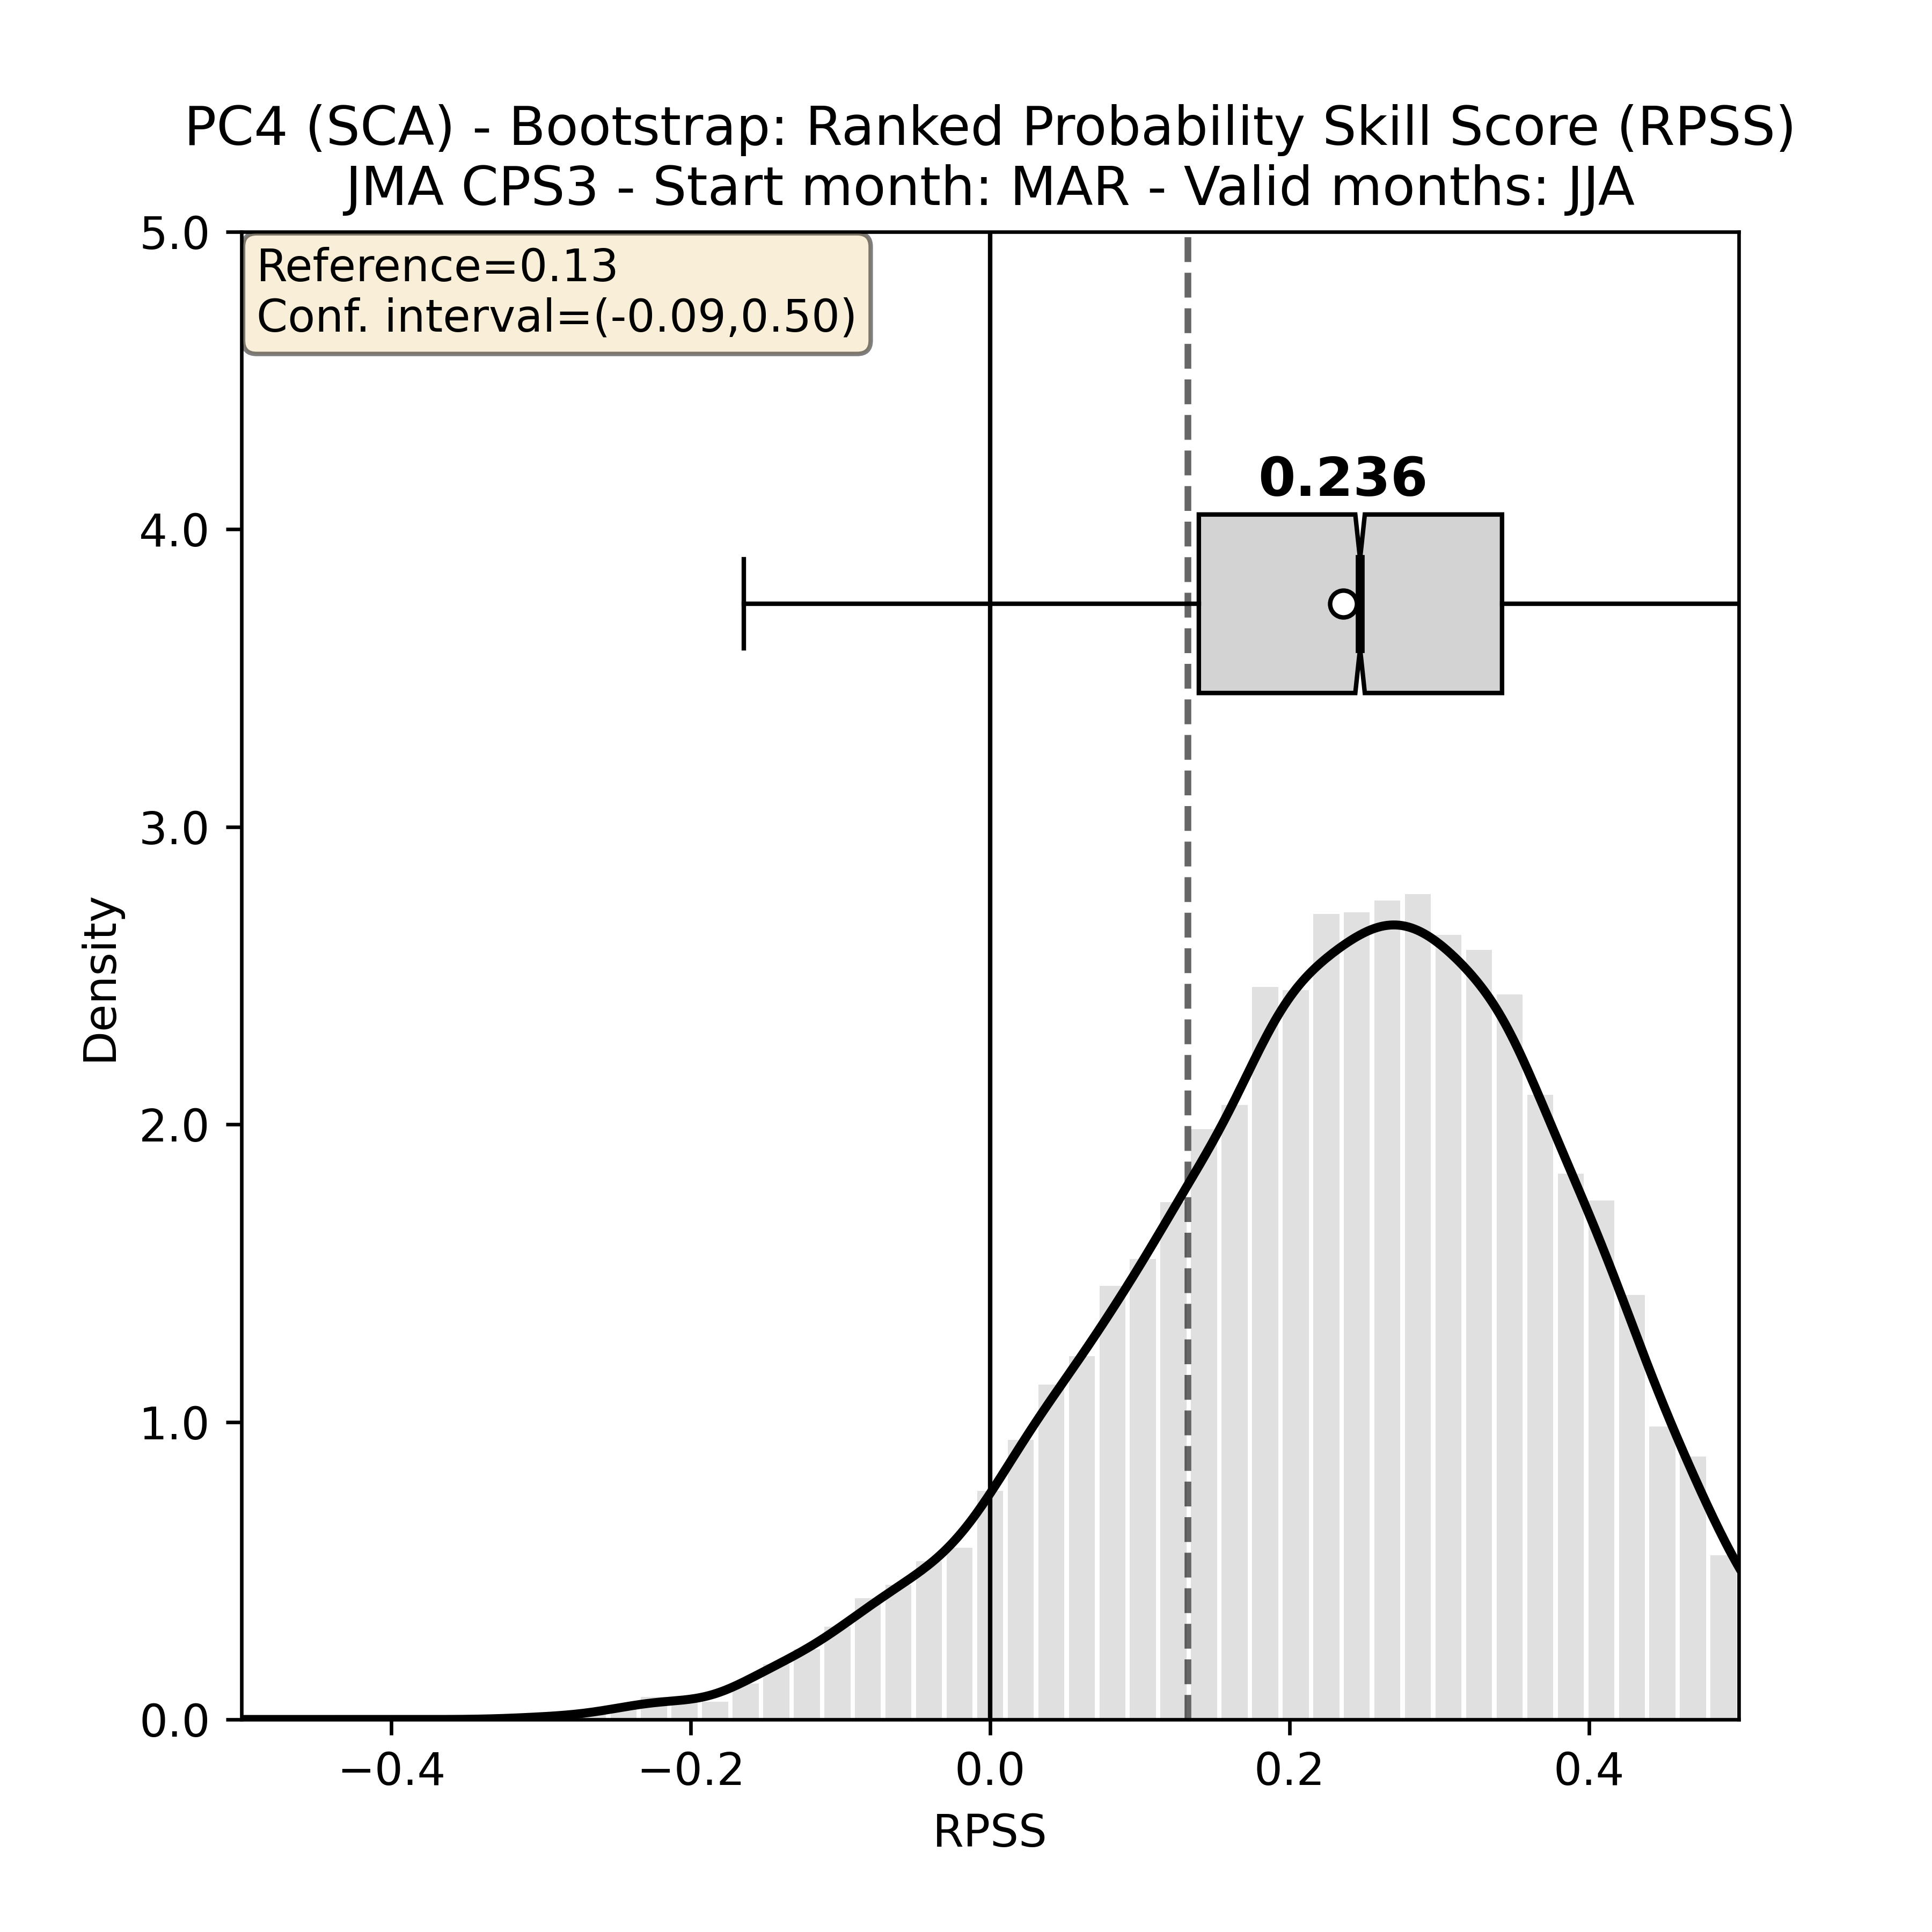 PC4 (SCA) - Bootstrap: Ranked Probability Skill Score (RPSS)
JMA CPS3 - Start month: MAR - Valid months: JJA
Reference=0.13
Conf. interval=(-0.09,0.50)
0.236
5.0
4.0
3.0
2.0
1.0
0.0
Density
−0.4
−0.2
0.0
0.2
0.4
RPSS